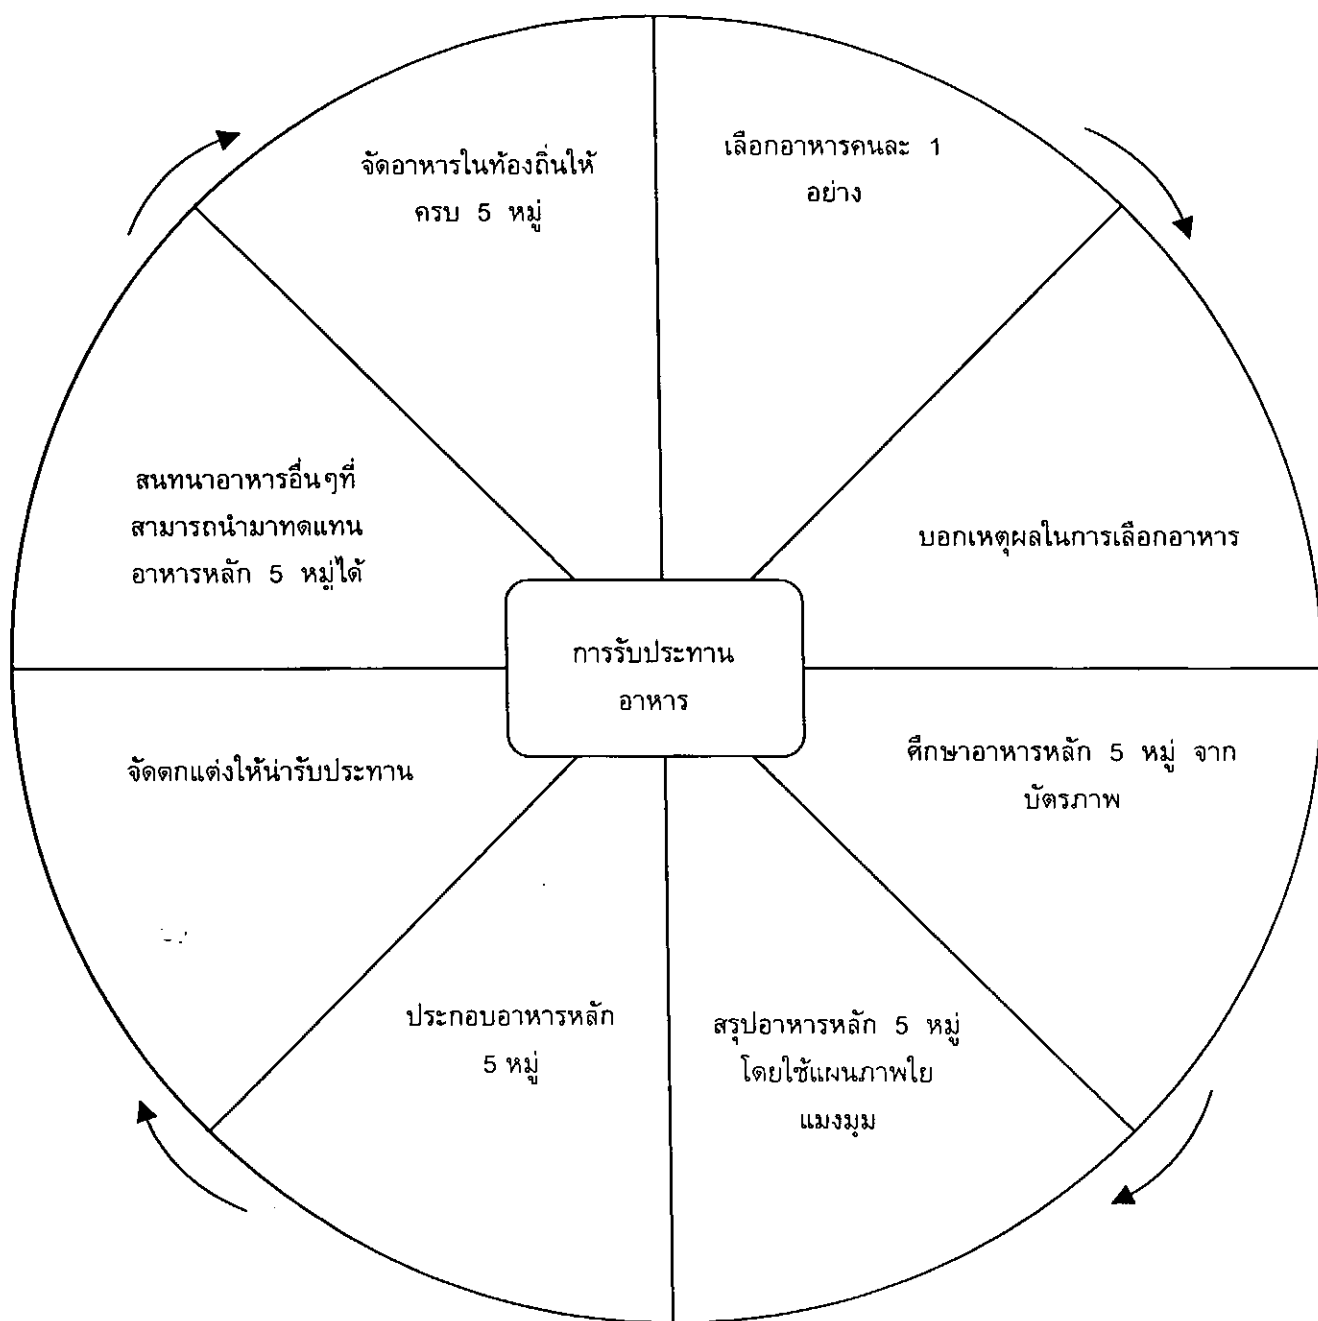 เลือกอาหารคนละ 1
อย่าง
บอกเหตุผลในการเลือกอาหาร
ศึกษาอาหารหลัก 5 หมู่ จาก
บัตรภาพ
สรุปอาหารหลัก 5 หมู่
โดยใช้แผนภาพใย
แมงมุม
ประกอบอาหารหลัก
5 หมู่
จัดตกแต่งให้น่ารับประทาน
สนทนาอาหารอื่นๆที่
สามารถนำมาทดแทน
อาหารหลัก 5 หมู่ได้
จัดอาหารในท้องถิ่นให้
ครบ 5 หมู่
การรับประทาน
อาหาร